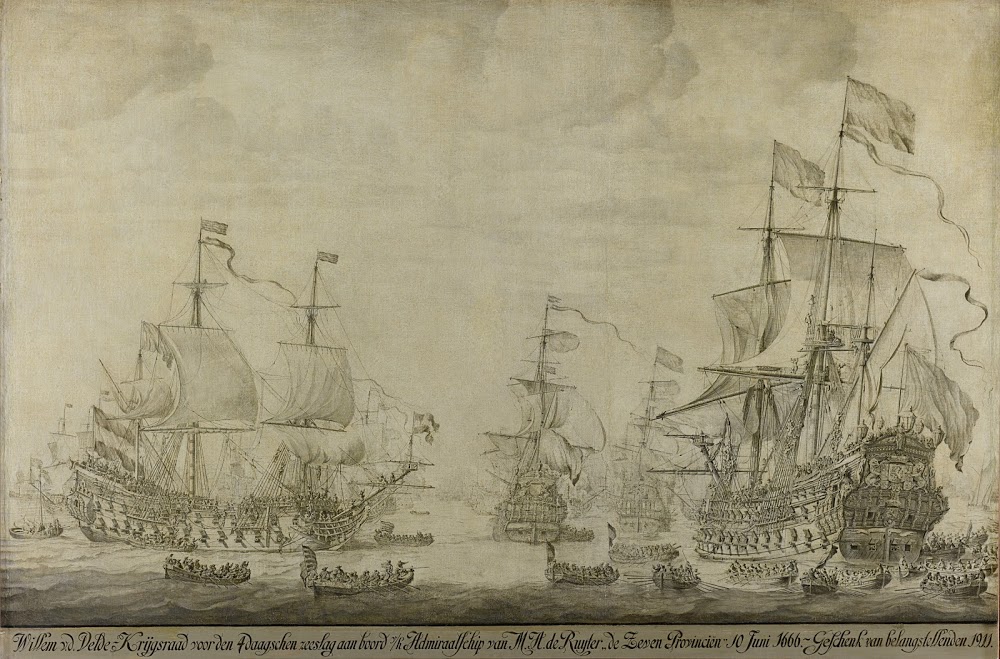 Willem v.d. Velde - Krijgsraad voor den 4daagschen zeeslag aan boord v/h Admiraalschip van M. A. de Ruyter „de Zeven Provinciën” 10 Juni 1666 - Geschenk van belangstellenden 1911.